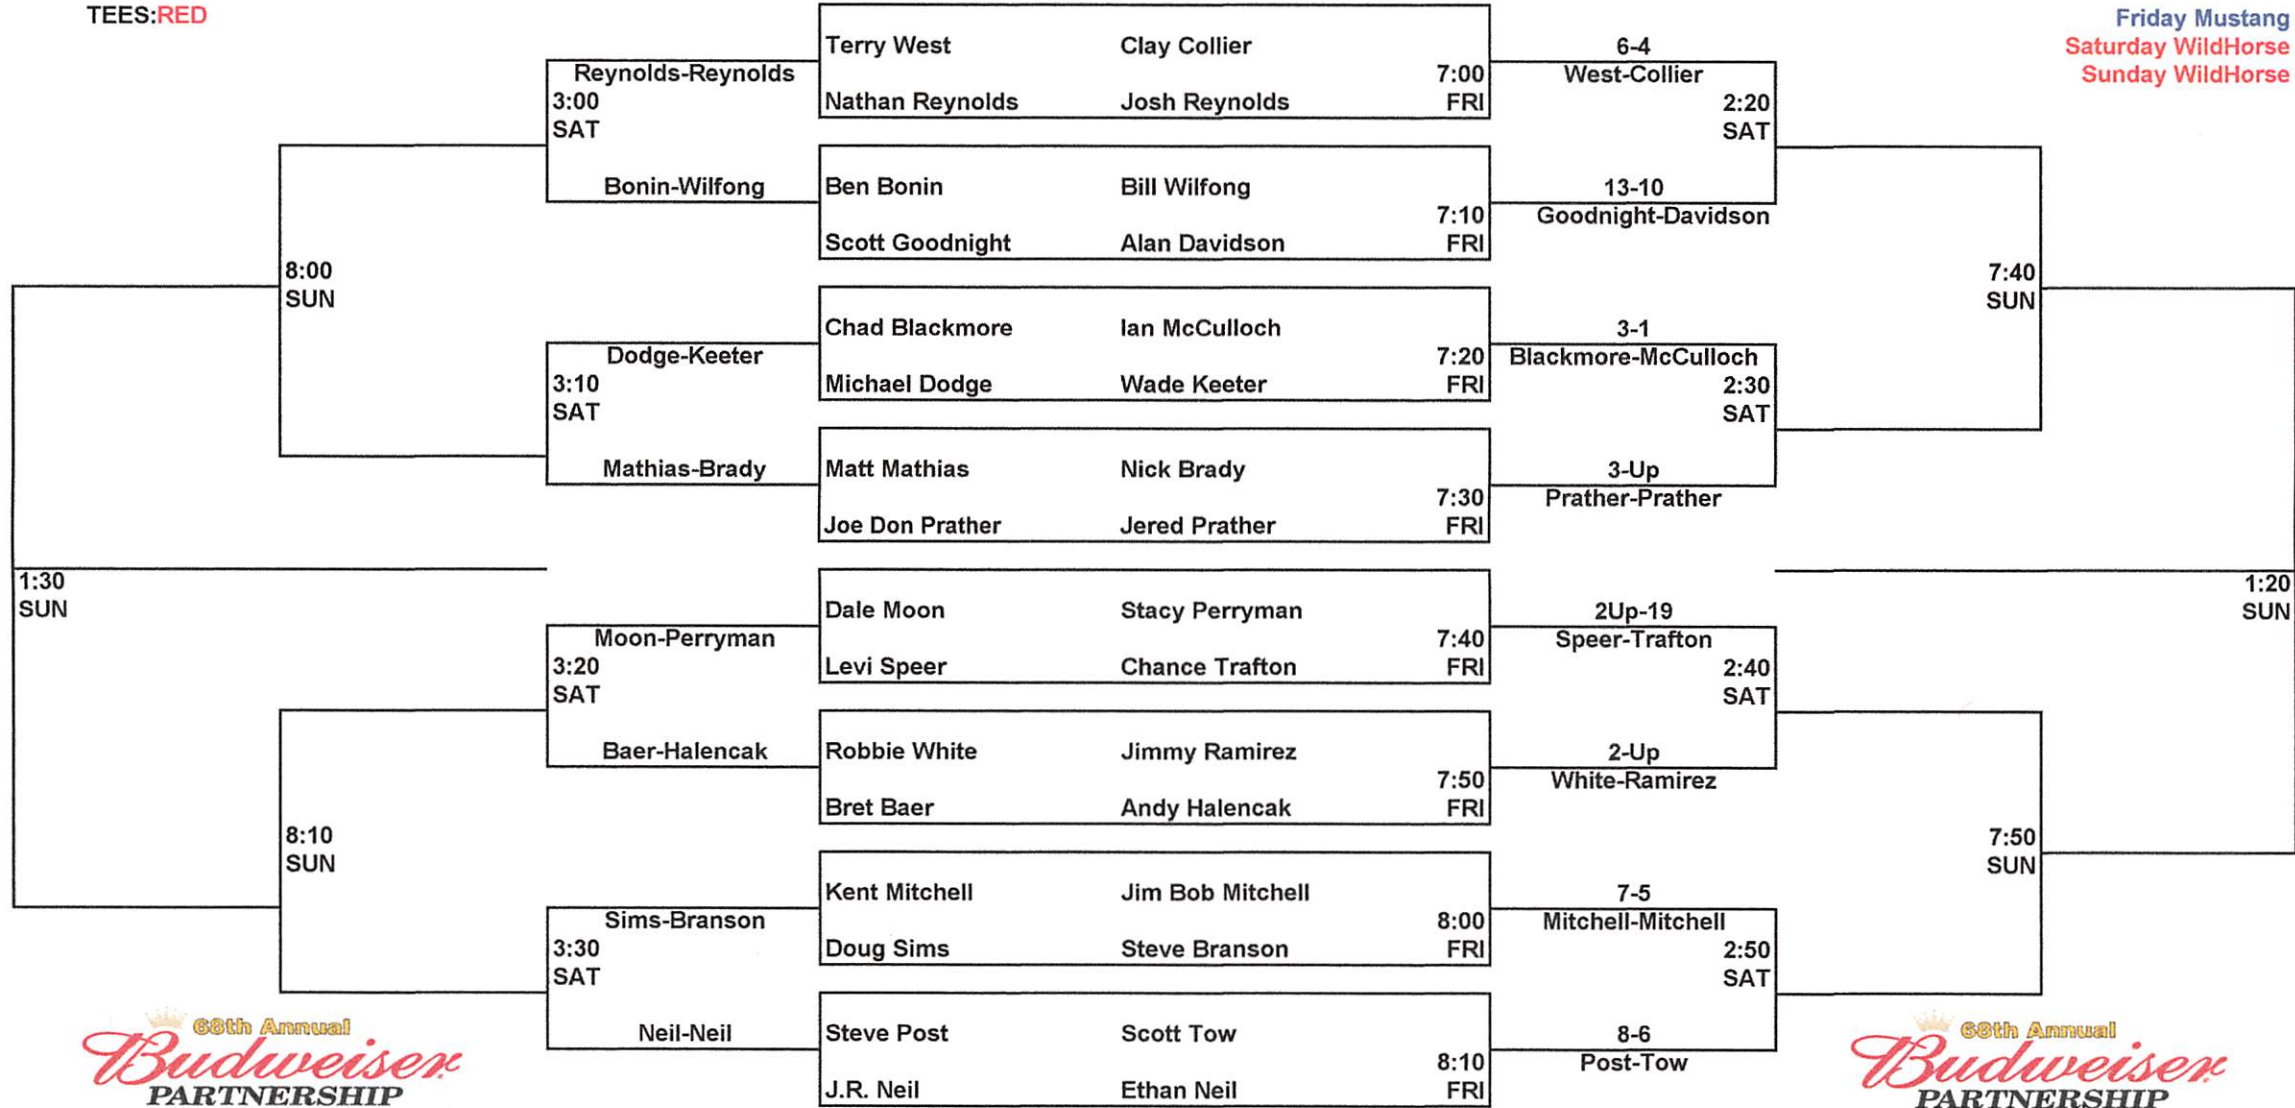 TEES:RED
Friday Mustang
Saturday WildHorse
Sunday WildHorse
Terry West Clay Collier
7:00
Nathan Reynolds Josh Reynolds FRI
Ben Bonin Bill Wilfong
7:10
Scott Goodnight Alan Davidson FRI
Chad Blackmore Ian McCulloch
7:20
Michael Dodge Wade Keeter FRI
Matt Mathias Nick Brady
7:30
Joe Don Prather Jered Prather FRI
Dale Moon Stacy Perryman
7:40
Levi Speer Chance Trafton FRI
Robbie White Jimmy Ramirez
7:50
Bret Baer Andy Halencak FRI
Kent Mitchell Jim Bob Mitchell
8:00
Doug Sims Steve Branson FRI
Steve Post Scott Tow
8:10
J.R. Neil Ethan Neil FRI
Reynolds-Reynolds
3:00
SAT
Bonin-Wilfong
Dodge-Keeter
3:10
SAT
Mathias-Brady
Moon-Perryman
3:20
SAT
Baer-Halencak
Sims-Branson
3:30
SAT
Neil-Neil
8:00
SUN
8:10
SUN
1:30
SUN
6-4
West-Collier
2:20
SAT
13-10
Goodnight-Davidson
3-1
Blackmore-McCulloch
2:30
SAT
3-Up
Prather-Prather
2Up-19
Speer-Trafton
2:40
SAT
2-Up
White-Ramirez
7-5
Mitchell-Mitchell
2:50
SAT
8-6
Post-Tow
7:40
SUN
7:50
SUN
1:20
SUN
68th Annual
Budweiser
PARTNERSHIP
68th Annual
Budweiser
PARTNERSHIP